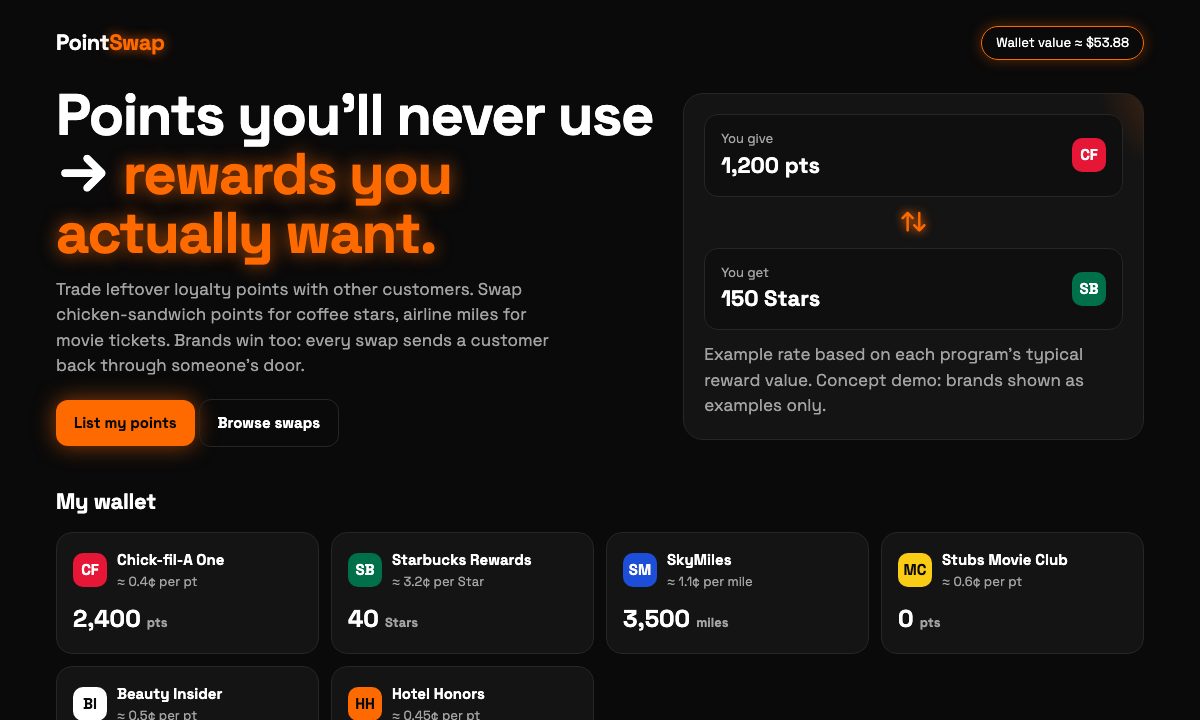 PointSwap
Wallet value ≈ $53.88
Points you'll never use
→ rewards you
actually want.
Trade leftover loyalty points with other customers. Swap
chicken-sandwich points for coffee stars, airline miles for
movie tickets. Brands win too: every swap sends a customer
back through someone's door.
List my points
Browse swaps
You give
1,200 pts
CF
You get
150 Stars
SB
Example rate based on each program's typical
reward value. Concept demo: brands shown as
examples only.
My wallet
CF
Chick-fil-A One
≈ 0.4¢ per pt
2,400 pts
SB
Starbucks Rewards
≈ 3.2¢ per Star
40 Stars
SM
SkyMiles
≈ 1.1¢ per mile
3,500 miles
MC
Stubs Movie Club
≈ 0.6¢ per pt
0 pts
BI
Beauty Insider
≈ 0.5¢ per pt
HH
Hotel Honors
≈ 0.45¢ per pt